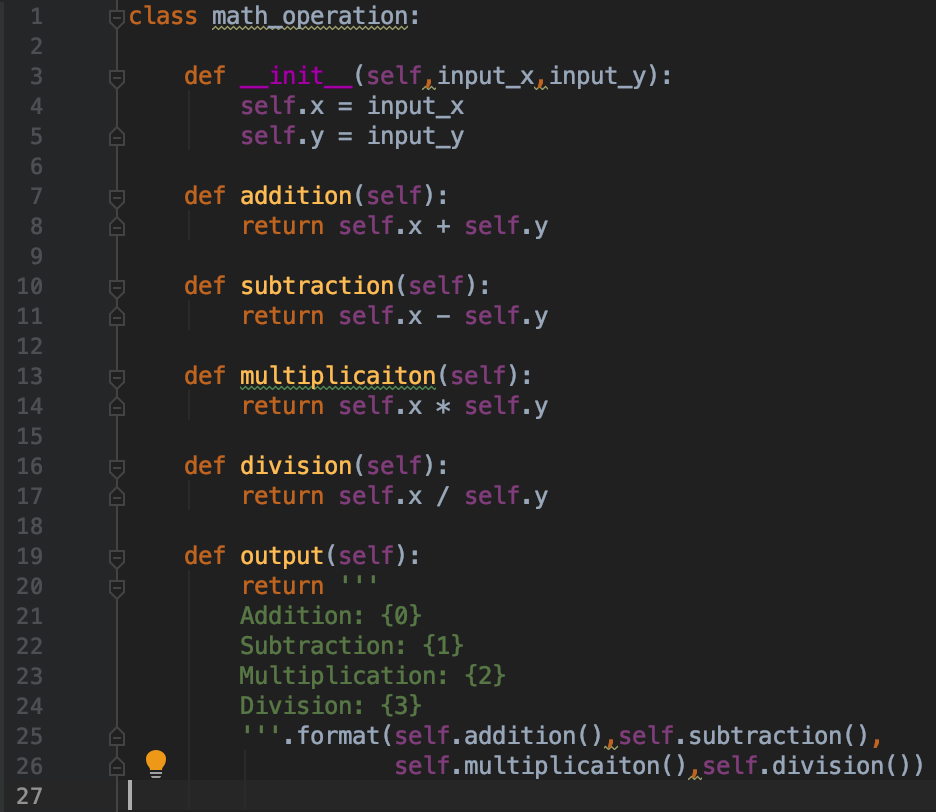 1 class math_operation:
2
3     def __init__(self,input_x,input_y):
4         self.x = input_x
5         self.y = input_y
6
7     def addition(self):
8         return self.x + self.y
9
10     def subtraction(self):
11         return self.x - self.y
12
13     def multiplicaiton(self):
14         return self.x * self.y
15
16     def division(self):
17         return self.x / self.y
18
19     def output(self):
20         return '''
21         Addition: {0}
22         Subtraction: {1}
23         Multiplication: {2}
24         Division: {3}
25         '''.format(self.addition(),self.subtraction(),
26                    self.multiplicaiton(),self.division())
27